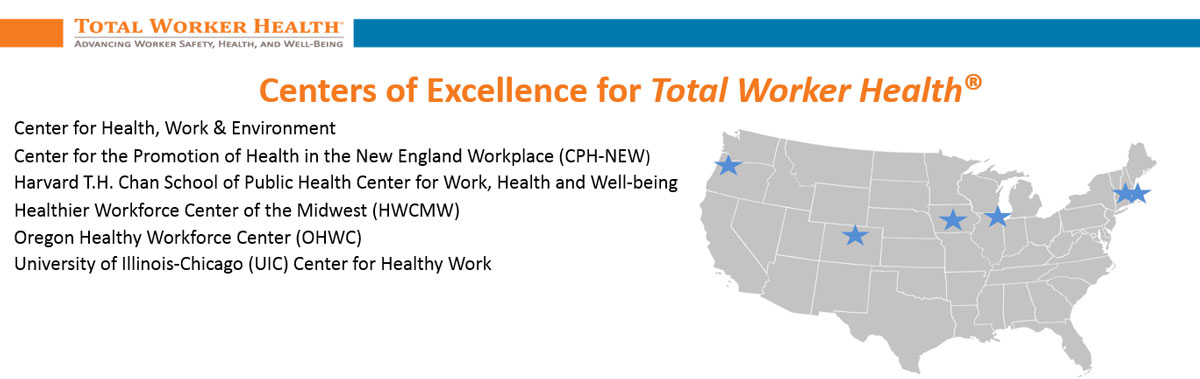 TOTAL WORKER HEALTH®
ADVANCING WORKER SAFETY, HEALTH, AND WELL-BEING
Centers of Excellence for Total Worker Health®
Center for Health, Work & Environment
Center for the Promotion of Health in the New England Workplace (CPH-NEW)
Harvard T.H. Chan School of Public Health Center for Work, Health and Well-being
Healthier Workforce Center of the Midwest (HWCMW)
Oregon Healthy Workforce Center (OHWC)
University of Illinois-Chicago (UIC) Center for Healthy Work